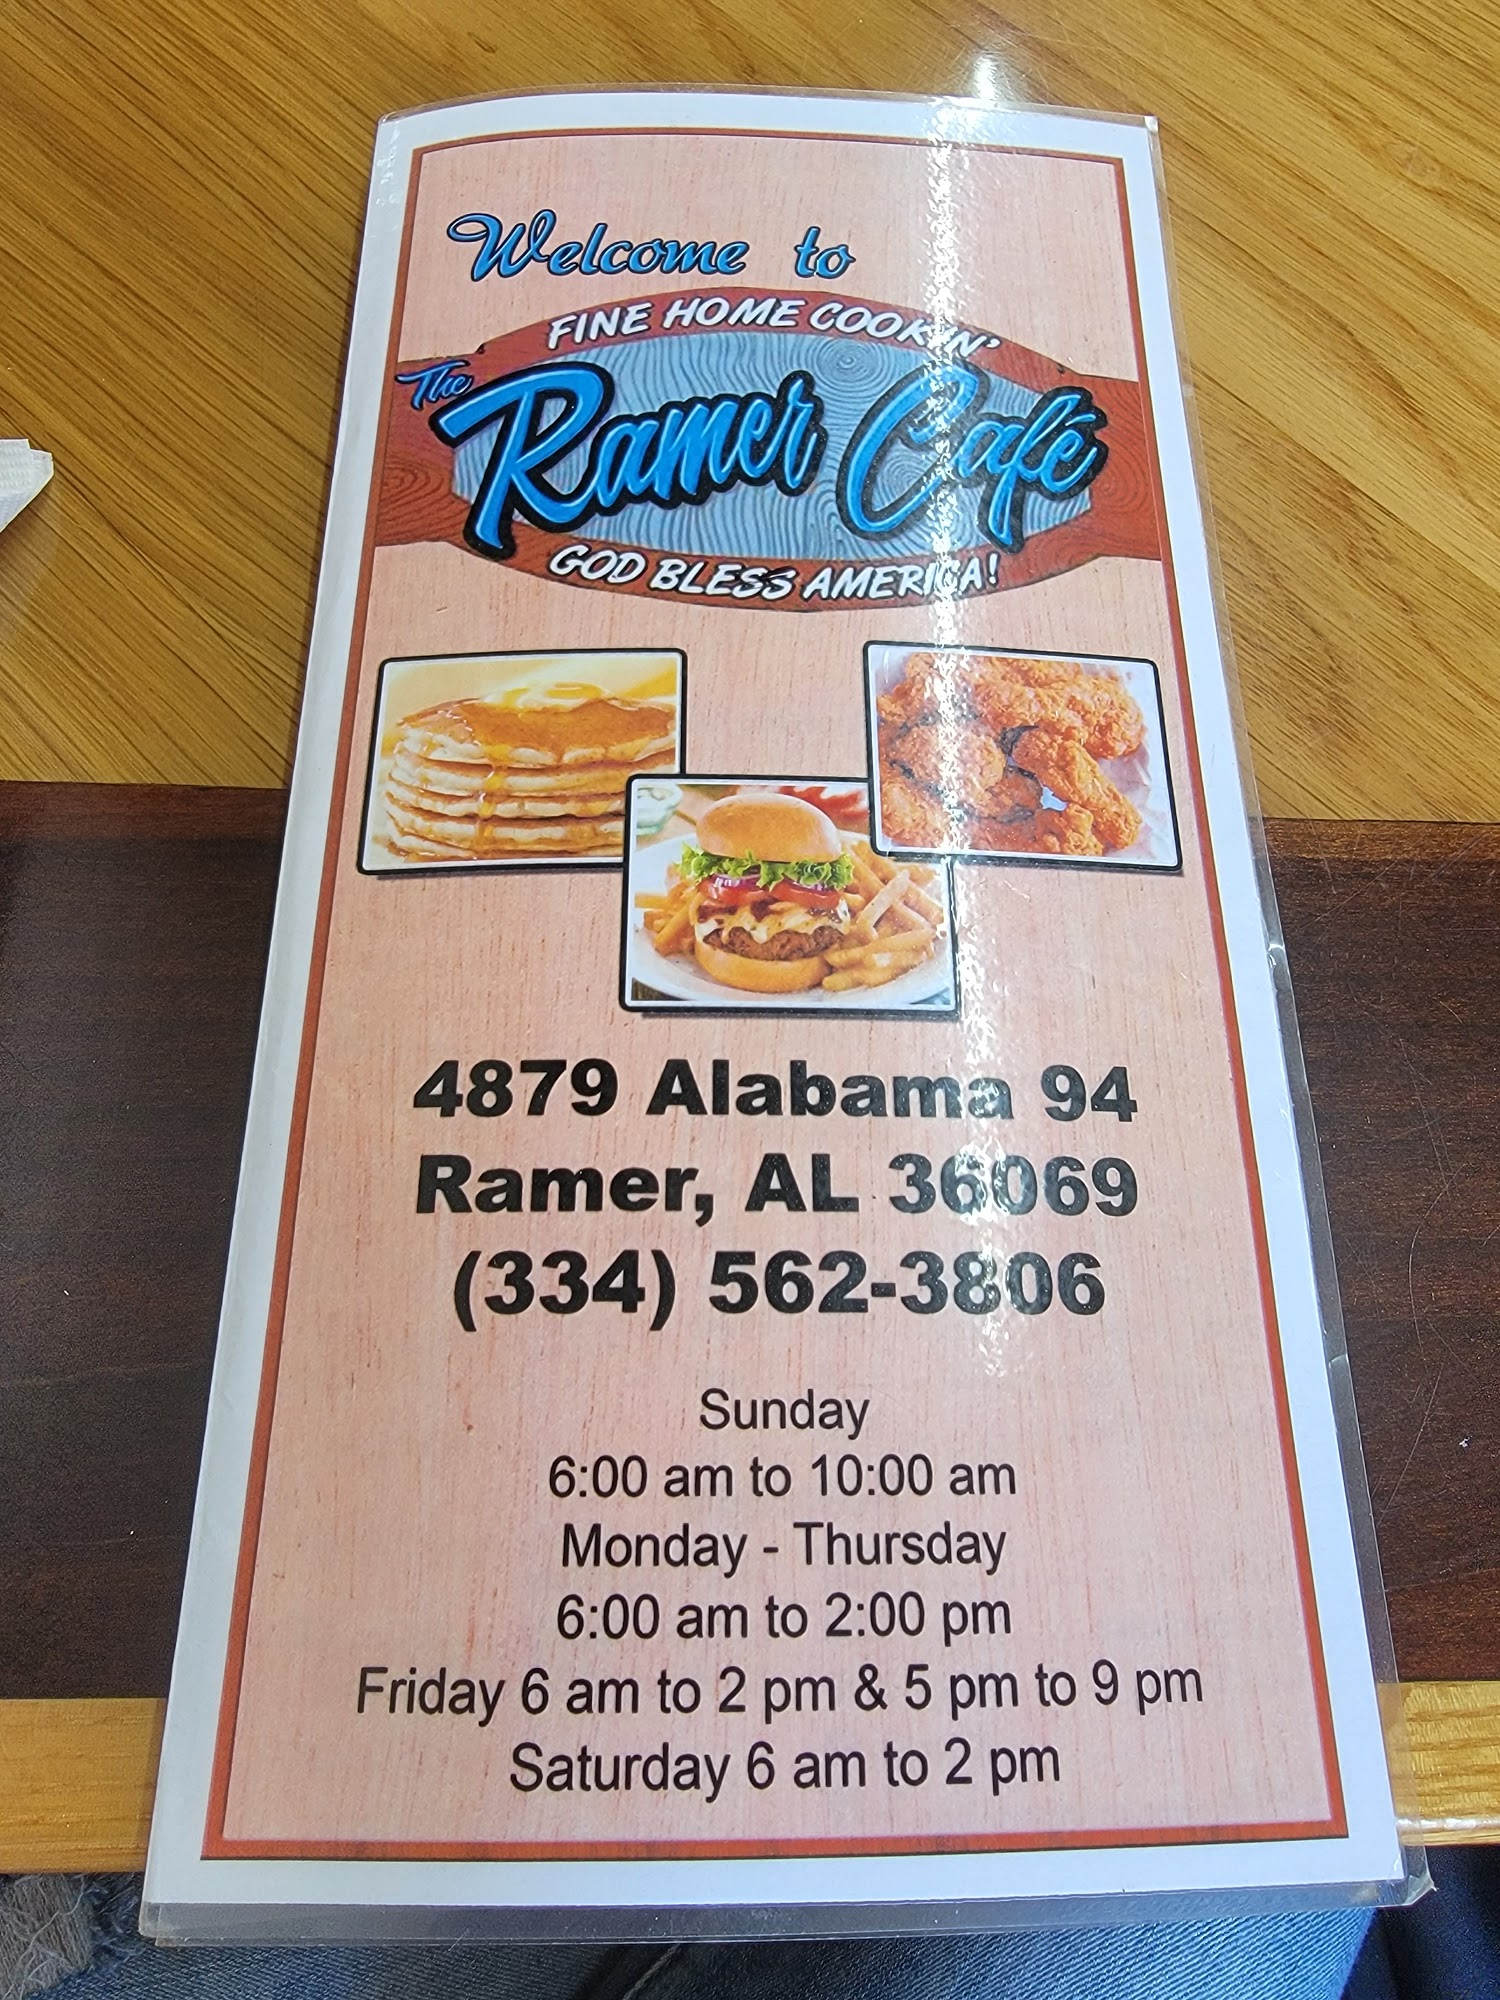 Welcome to
FINE HOME COOKIN'
The Ramer Café
GOD BLESS AMERICA!
4879 Alabama 94
Ramer, AL 36069
(334) 562-3806
Sunday
6:00 am to 10:00 am
Monday - Thursday
6:00 am to 2:00 pm
Friday 6 am to 2 pm & 5 pm to 9 pm
Saturday 6 am to 2 pm